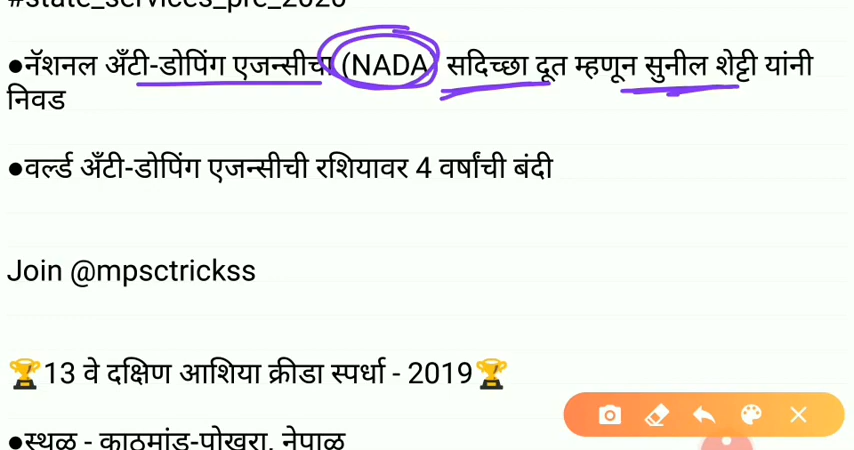 #state_services_pre_2020
●नॅशनल अँटी-डोपिंग एजन्सीचा (NADA) सदिच्छा दूत म्हणून सुनील शेट्टी यांनी
निवड
●वर्ल्ड अँटी-डोपिंग एजन्सीची रशियावर 4 वर्षांची बंदी
Join @mpsctrickss
🏆13 वे दक्षिण आशिया क्रीडा स्पर्धा - 2019🏆
●स्थळ - काठमांडू-पोखरा, नेपाळ